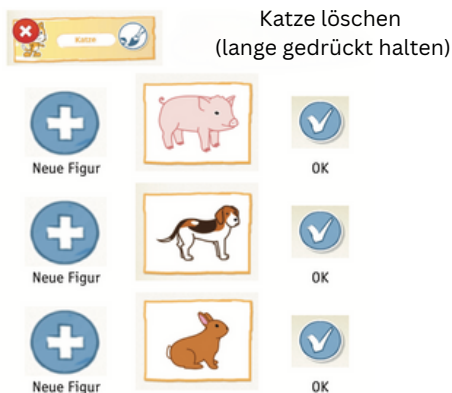 Katze löschen
(lange gedrückt halten)
Katze
Neue Figur
OK
Neue Figur
OK
Neue Figur
OK